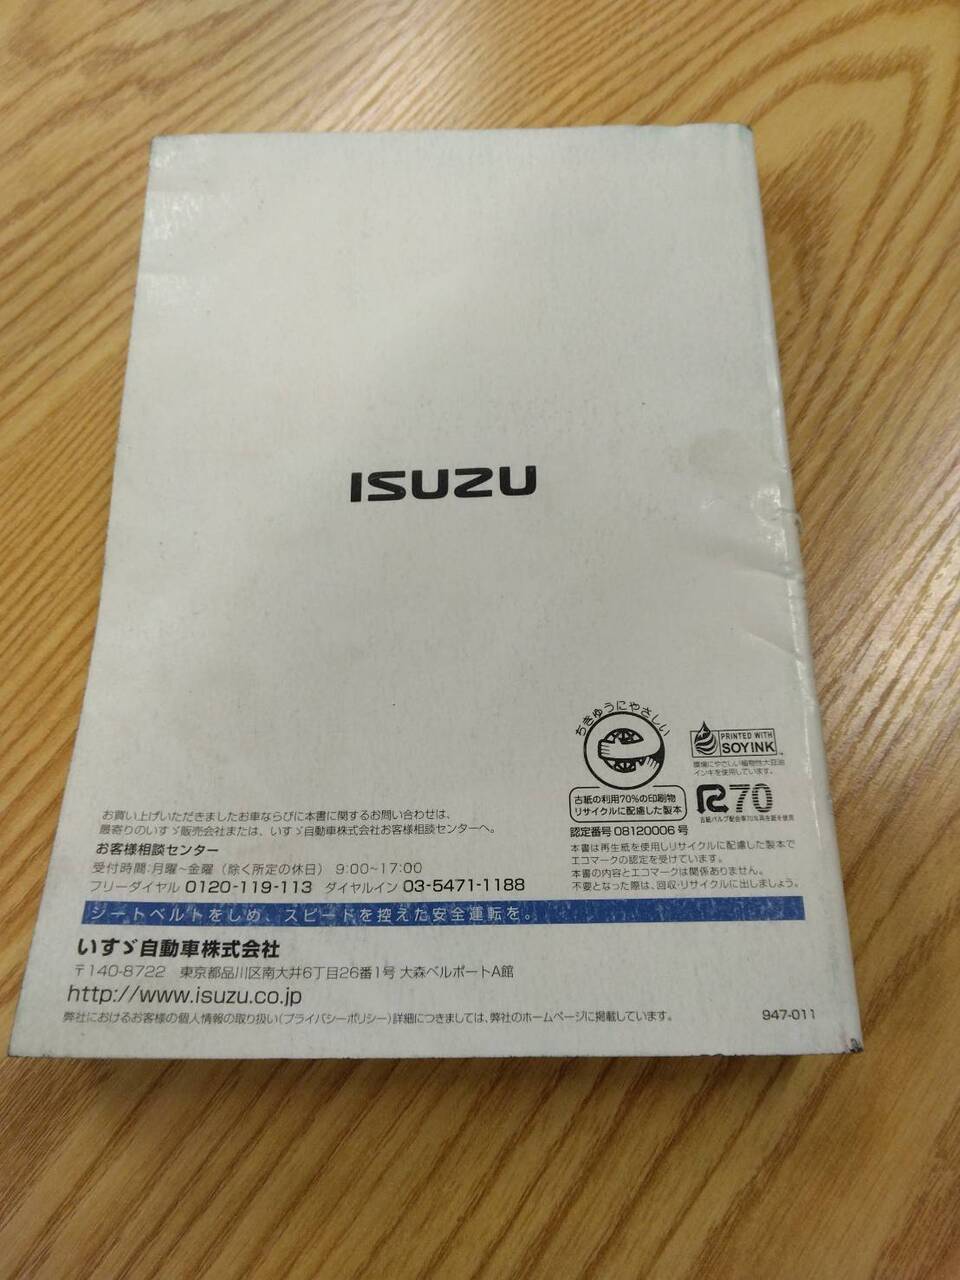 ISUZU
ちきゅうにやさしい
古紙の利用70%の印刷物
リサイクルに配慮した製本
認定番号 08120006 号
PRINTED WITH
SOY INK
TM
環境にやさしい植物性大豆油
インキを使用しています。
R70
古紙パルプ配合率70%再生紙を使用
本書は再生紙を使用しリサイクルに配慮した製本で
エコマークの認定を受けています。
本書の内容とエコマークは関係ありません。
不要となった際は、回収・リサイクルに出しましょう。
お買い上げいただきましたお車ならびに本書に関するお問い合わせは、
最寄りのいすゞ販売会社または、いすゞ自動車株式会社お客様相談センターへ。
お客様相談センター
受付時間:月曜~金曜(除く所定の休日) 9:00~17:00
フリーダイヤル 0120-119-113 ダイヤルイン 03-5471-1188
シートベルトをしめ、スピードを控えた安全運転を。
いすゞ自動車株式会社
〒140-8722 東京都品川区南大井6丁目26番1号 大森ベルポートA館
http://www.isuzu.co.jp
弊社におけるお客様の個人情報の取り扱い(プライバシーポリシー)詳細につきましては、弊社のホームページに掲載しています。
947-011